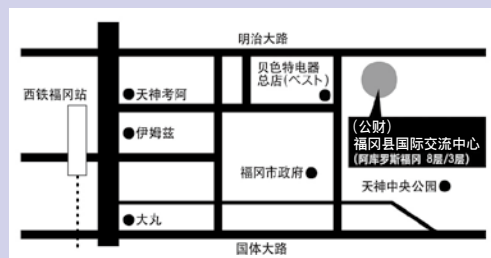 明治大路
贝色特电器
总店(ベスト)
西铁福冈站
天神考阿
(公财)
福冈县国际交流中心
(阿库罗斯福冈 8层/3层)
伊姆兹
福冈市政府
天神中央公园
大丸
国体大路